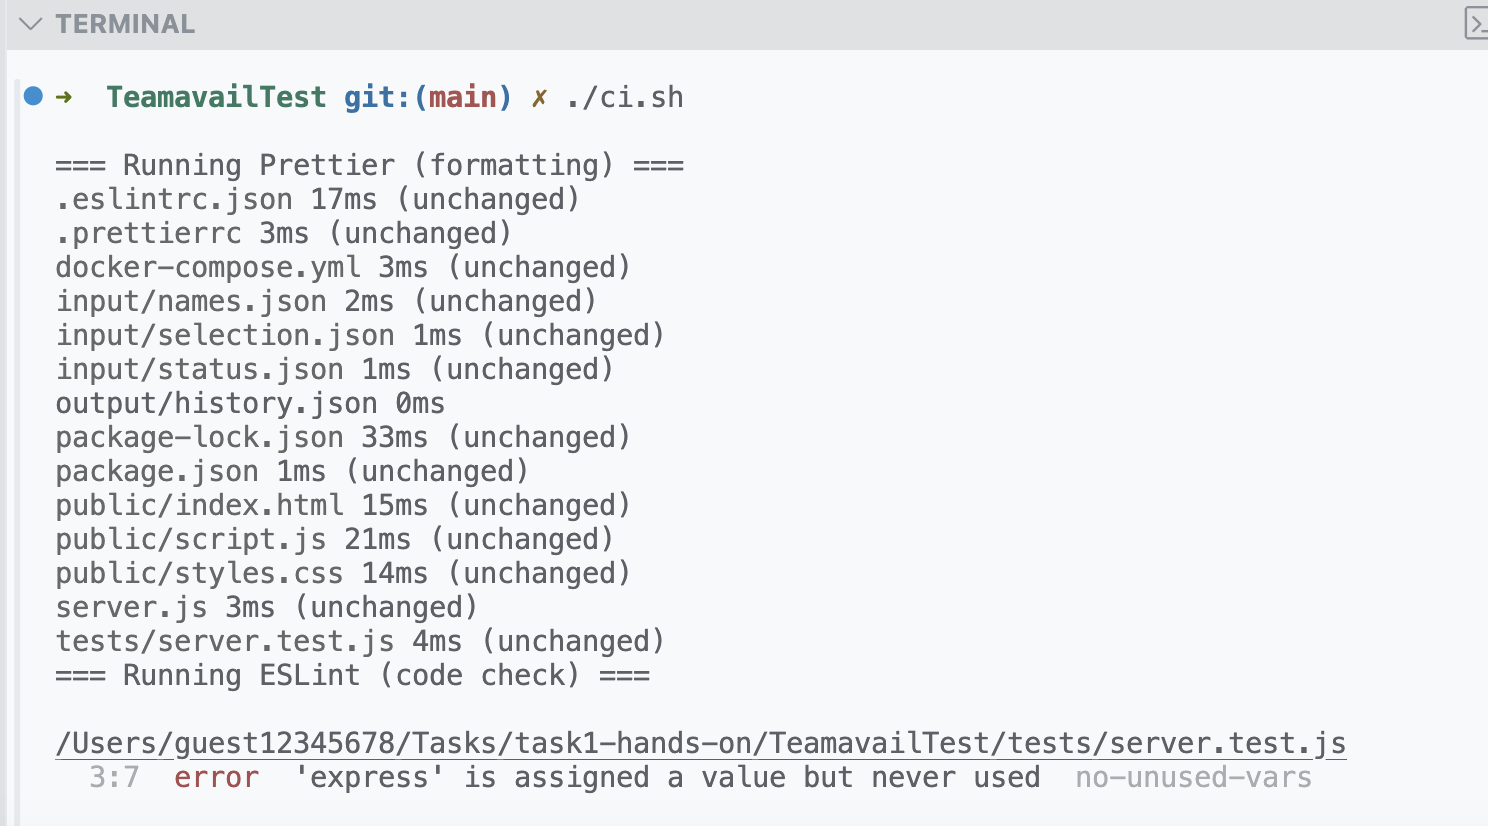 TERMINAL
➜ TeamavailTest git:(main) ✗ ./ci.sh
=== Running Prettier (formatting) ===
.eslintrc.json 17ms (unchanged)
.prettierrc 3ms (unchanged)
docker-compose.yml 3ms (unchanged)
input/names.json 2ms (unchanged)
input/selection.json 1ms (unchanged)
input/status.json 1ms (unchanged)
output/history.json 0ms
package-lock.json 33ms (unchanged)
package.json 1ms (unchanged)
public/index.html 15ms (unchanged)
public/script.js 21ms (unchanged)
public/styles.css 14ms (unchanged)
server.js 3ms (unchanged)
tests/server.test.js 4ms (unchanged)
=== Running ESLint (code check) ===
/Users/guest12345678/Tasks/task1-hands-on/TeamavailTest/tests/server.test.js
3:7 error 'express' is assigned a value but never used no-unused-vars